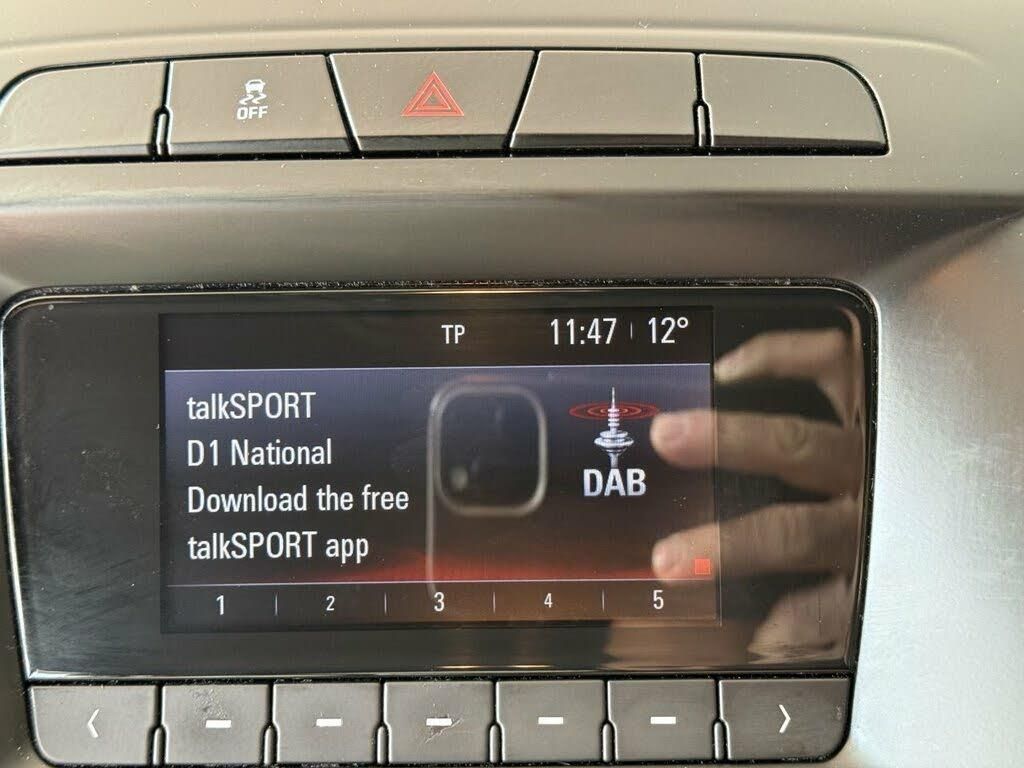 OFF
TP 11:47 12°
talkSPORT
D1 National
Download the free
talkSPORT app
DAB
1 2 3 4 5